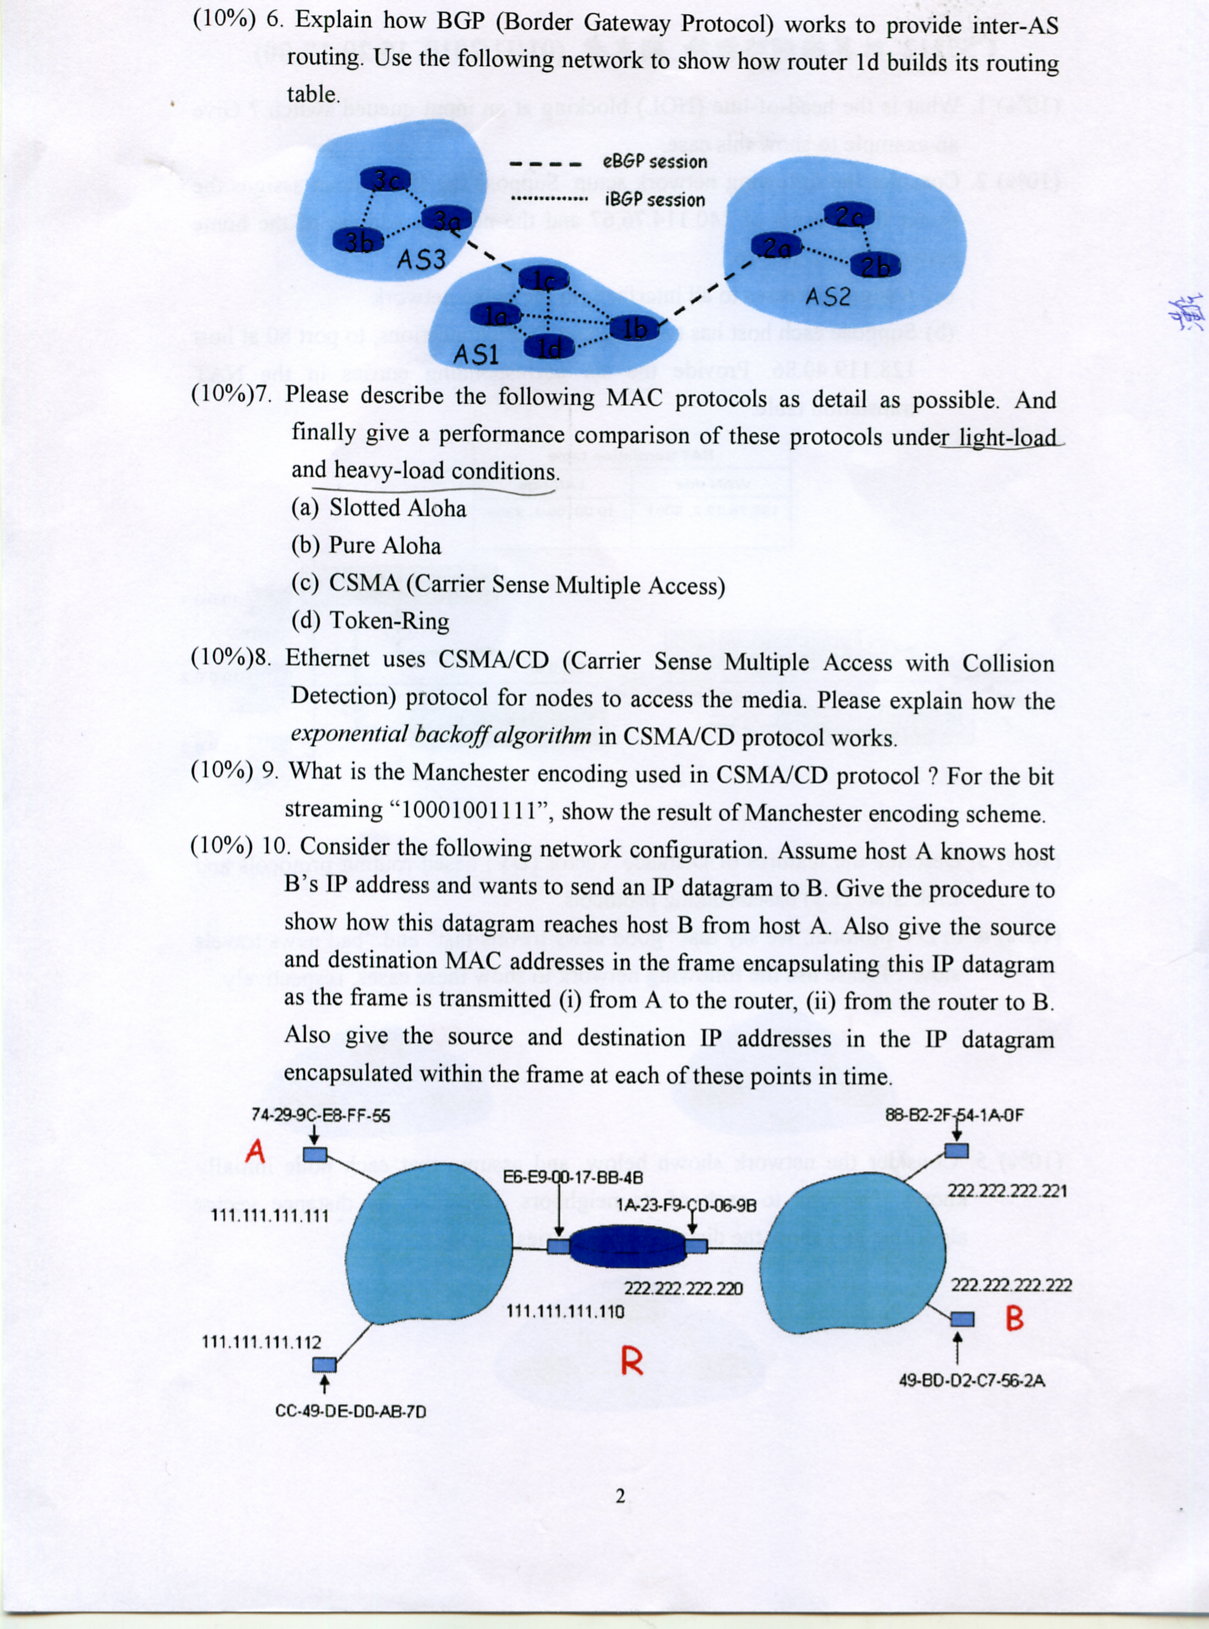 (10%) 6. Explain how BGP (Border Gateway Protocol) works to provide inter-AS
routing. Use the following network to show how router 1d builds its routing
table.
3c
3a
3b
AS3
eBGP session
iBGP session
2c
2a
2b
AS2
1c
1a
1b
1d
AS1
(10%)7. Please describe the following MAC protocols as detail as possible. And
finally give a performance comparison of these protocols under light-load
and heavy-load conditions.
(a) Slotted Aloha
(b) Pure Aloha
(c) CSMA (Carrier Sense Multiple Access)
(d) Token-Ring
(10%)8. Ethernet uses CSMA/CD (Carrier Sense Multiple Access with Collision
Detection) protocol for nodes to access the media. Please explain how the
exponential backoff algorithm in CSMA/CD protocol works.
(10%) 9. What is the Manchester encoding used in CSMA/CD protocol ? For the bit
streaming “10001001111”, show the result of Manchester encoding scheme.
(10%) 10. Consider the following network configuration. Assume host A knows host
B’s IP address and wants to send an IP datagram to B. Give the procedure to
show how this datagram reaches host B from host A. Also give the source
and destination MAC addresses in the frame encapsulating this IP datagram
as the frame is transmitted (i) from A to the router, (ii) from the router to B.
Also give the source and destination IP addresses in the IP datagram
encapsulated within the frame at each of these points in time.
74-29-9C-E8-FF-55
88-B2-2F-54-1A-0F
A
E6-E9-00-17-BB-4B
1A-23-F9-CD-06-9B
222.222.222.221
111.111.111.111
222.222.222.220
222.222.222.222
111.111.111.110
B
111.111.111.112
R
49-BD-D2-C7-56-2A
CC-49-DE-D0-AB-7D
2